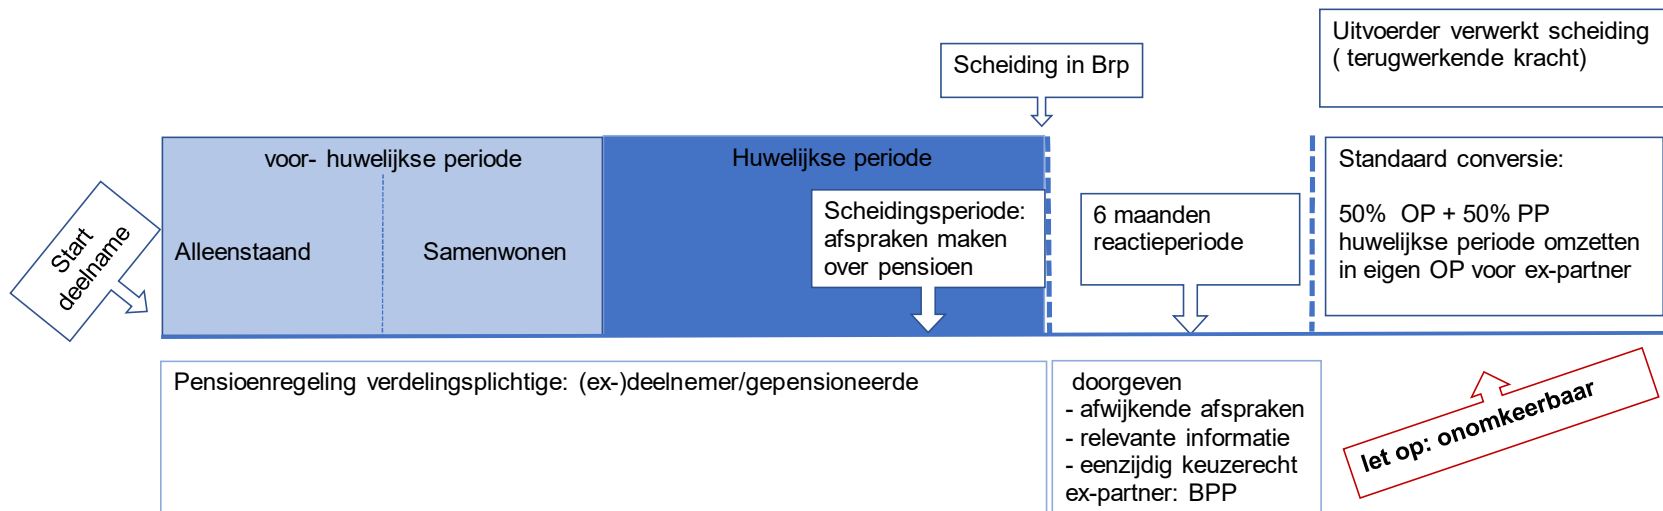 Uitvoerder verwerkt scheiding
( terugwerkende kracht)
Scheiding in Brp
Start
deelname
voor- huwelijkse periode
Alleenstaand
Samenwonen
Huwelijkse periode
Scheidingsperiode:
afspraken maken
over pensioen
6 maanden
reactieperiode
Standaard conversie:
50% OP + 50% PP
huwelijkse periode omzetten
in eigen OP voor ex-partner
Pensioenregeling verdelingsplichtige: (ex-)deelnemer/gepensioneerde
doorgeven
- afwijkende afspraken
- relevante informatie
- eenzijdig keuzerecht
ex-partner: BPP
let op: onomkeerbaar